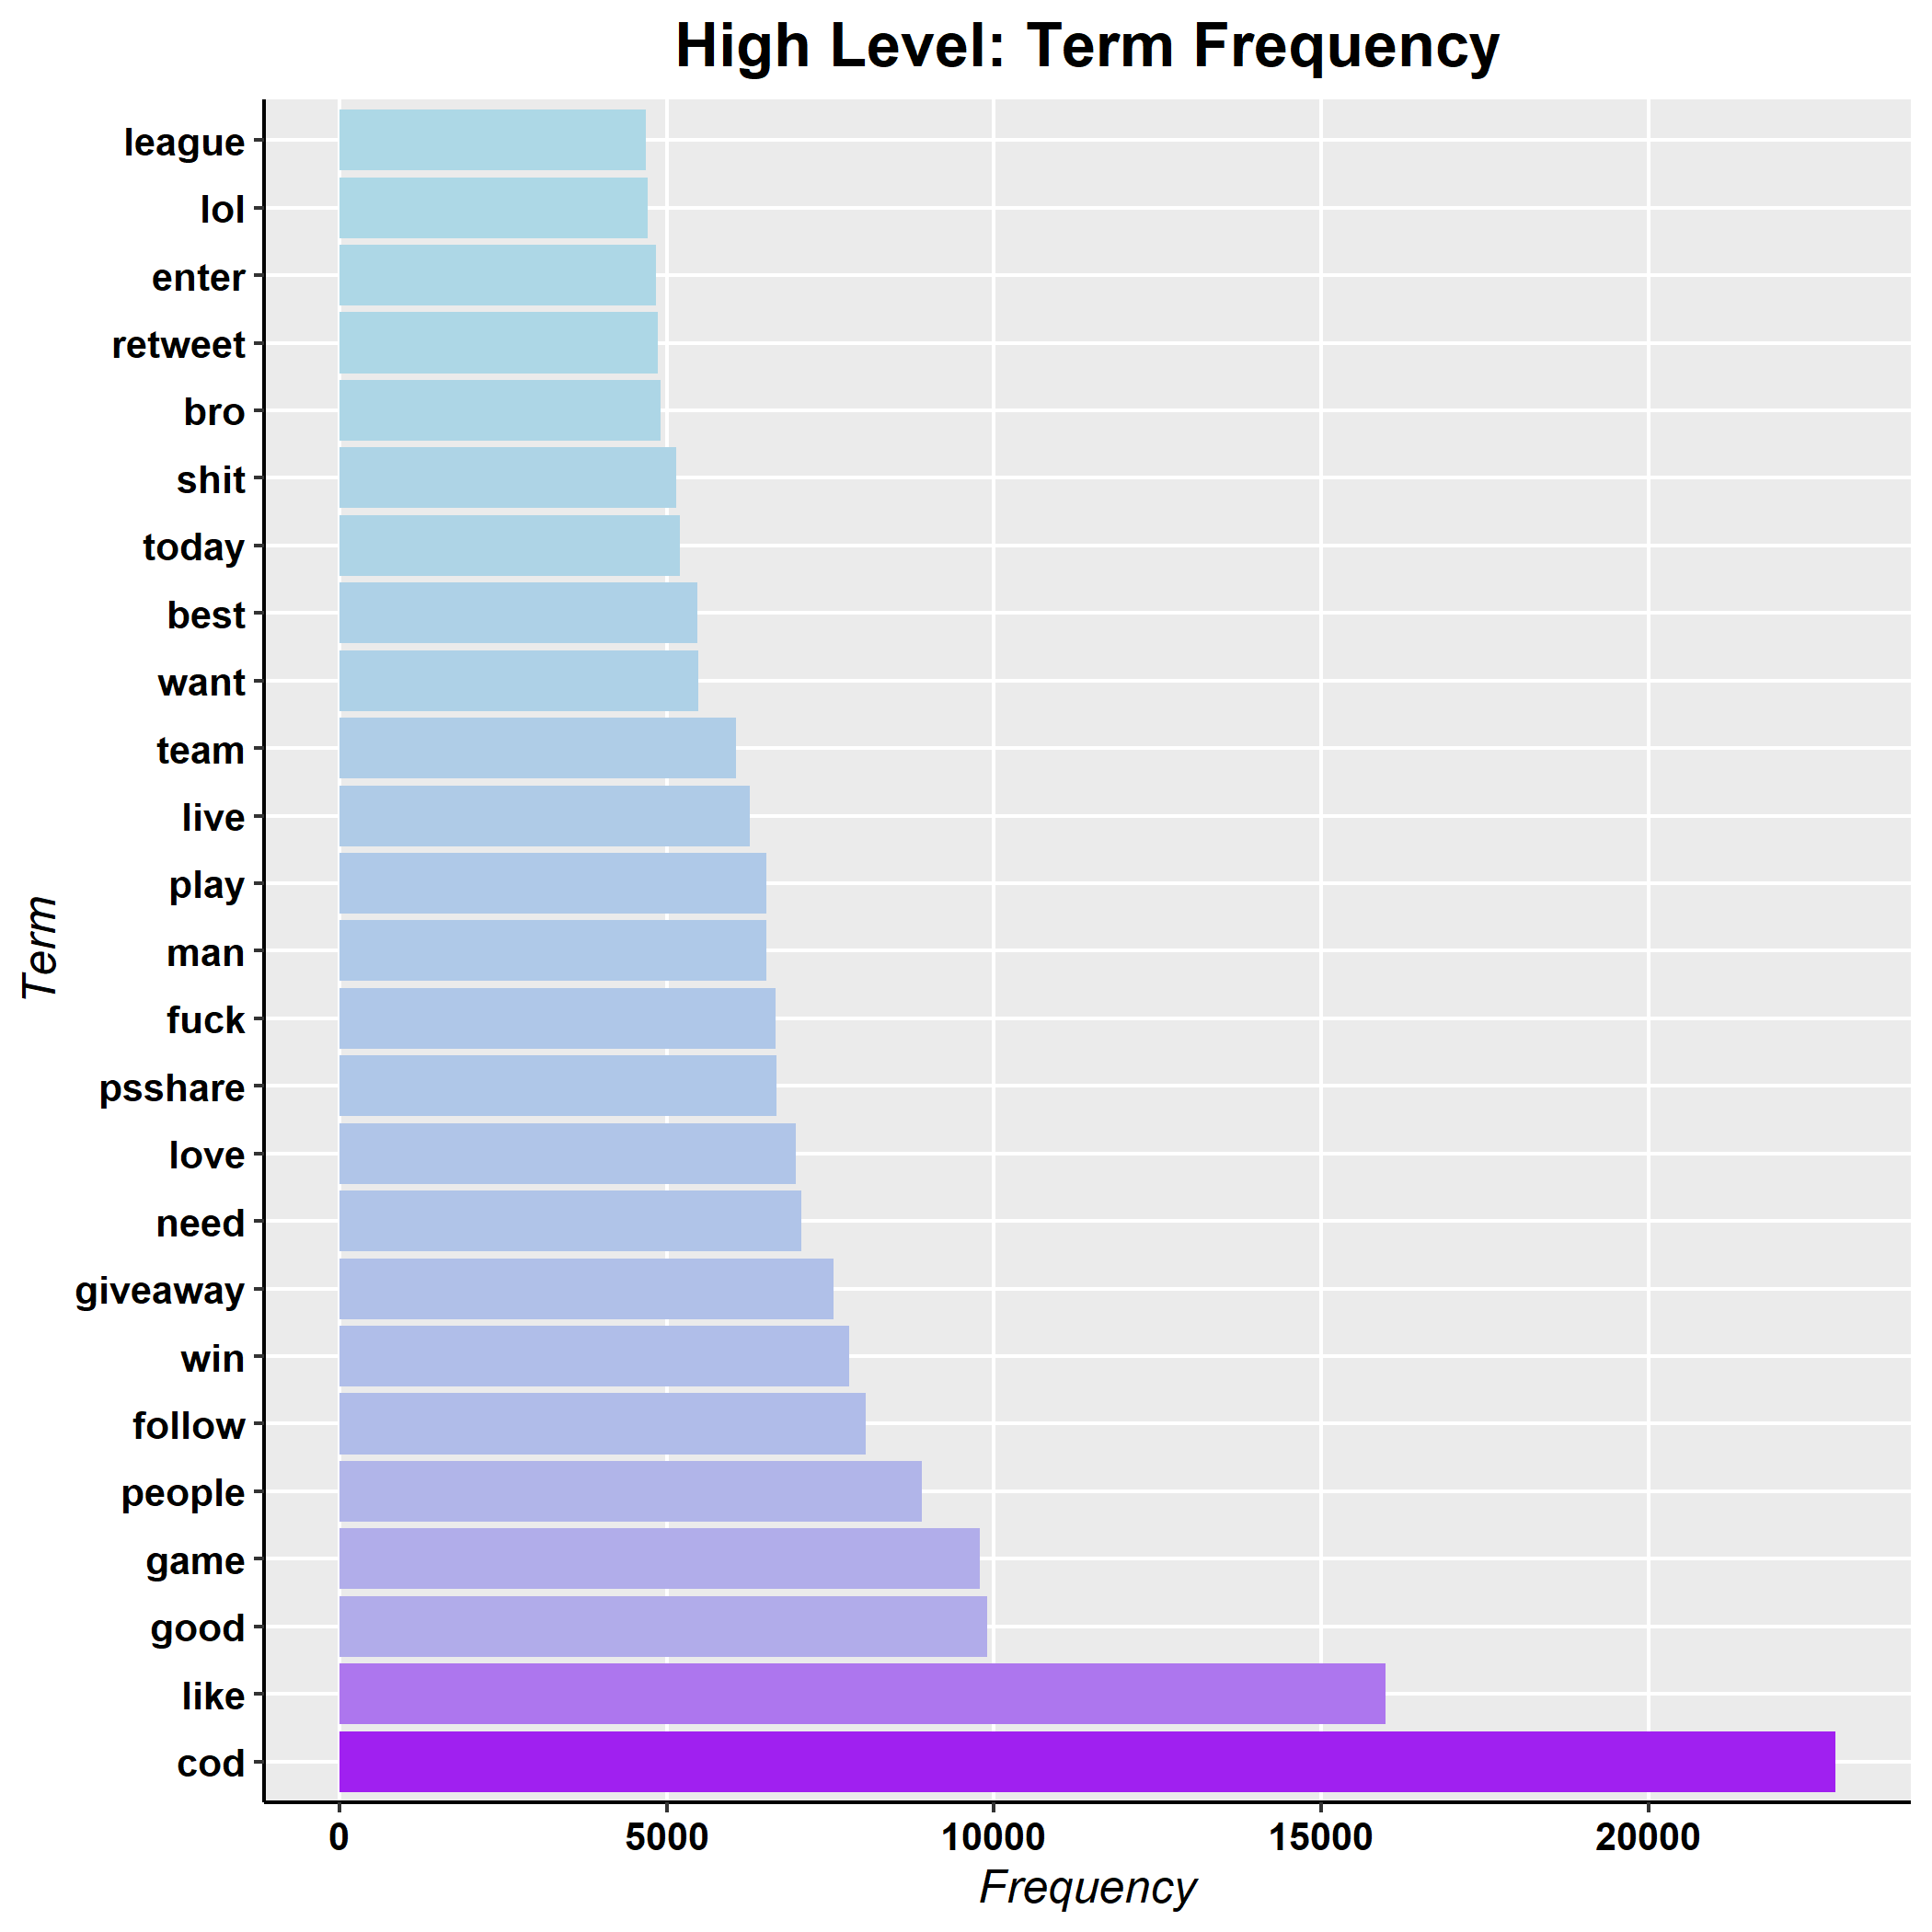 High Level: Term Frequency
league
lol
enter
retweet
bro
shit
today
best
want
team
live
play
man
fuck
psshare
love
need
giveaway
win
follow
people
game
good
like
cod
Term
0 5000 10000 15000 20000
Frequency